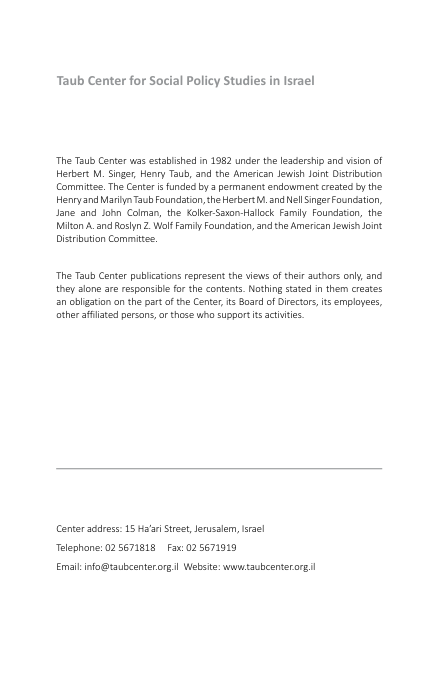 Taub Center for Social Policy Studies in Israel
The Taub Center was established in 1982 under the leadership and vision of
Herbert M. Singer, Henry Taub, and the American Jewish Joint Distribution
Committee. The Center is funded by a permanent endowment created by the
Henry and Marilyn Taub Foundation, the Herbert M. and Nell Singer Foundation,
Jane and John Colman, the Kolker-Saxon-Hallock Family Foundation, the
Milton A. and Roslyn Z. Wolf Family Foundation, and the American Jewish Joint
Distribution Committee.
The Taub Center publications represent the views of their authors only, and
they alone are responsible for the contents. Nothing stated in them creates
an obligation on the part of the Center, its Board of Directors, its employees,
other affiliated persons, or those who support its activities.
Center address: 15 Ha'ari Street, Jerusalem, Israel
Telephone: 02 5671818 Fax: 02 5671919
Email: info@taubcenter.org.il Website: www.taubcenter.org.il